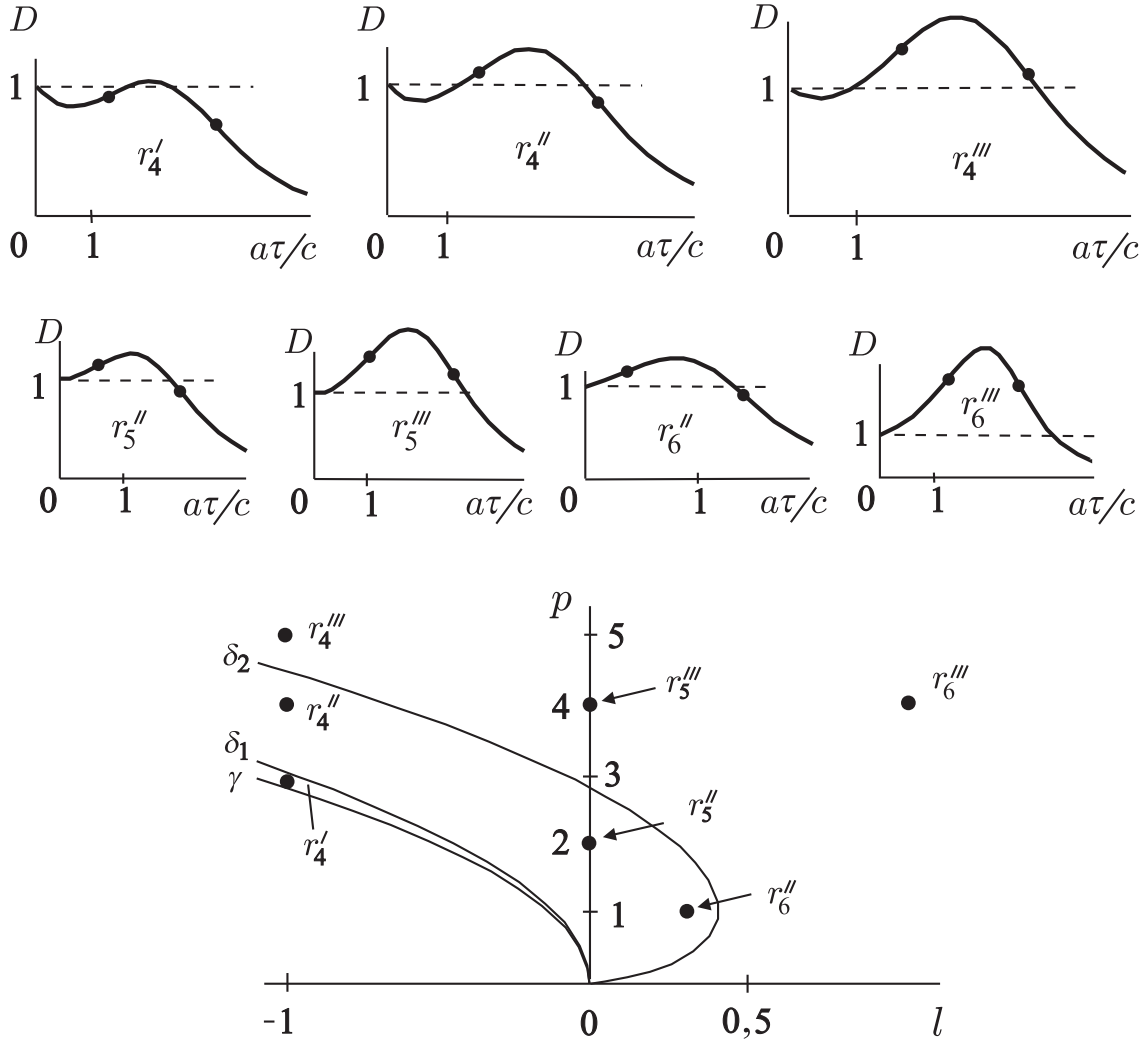 D D D
1 1 1
r₄′ r₄″ r₄‴
0 1 aτ/c 0 1 aτ/c 0 1 aτ/c
D D D D
1 1 1 1
r₅″ r₅‴ r₆″ r₆‴
0 1 aτ/c 0 1 aτ/c 0 1 aτ/c 0 1 aτ/c
p
r₄‴ 5
δ₂
r₅‴ r₆‴
r₄″ 4
δ₁
γ 3
r₅″
r₄′ 2
r₆″
1
-1 0 0,5 l